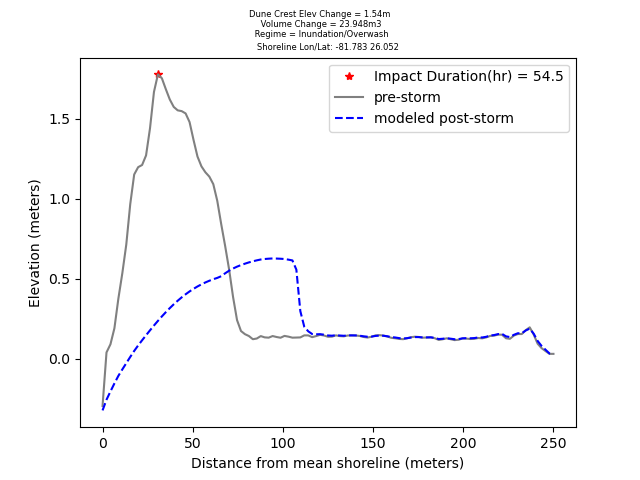 Dune Crest Elev Change = 1.54m
Volume Change = 23.948m3
Regime = Inundation/Overwash
Shoreline Lon/Lat: -81.783 26.052
Impact Duration(hr) = 54.5
pre-storm
modeled post-storm
Elevation (meters)
1.5
1.0
0.5
0.0
0 50 100 150 200 250
Distance from mean shoreline (meters)